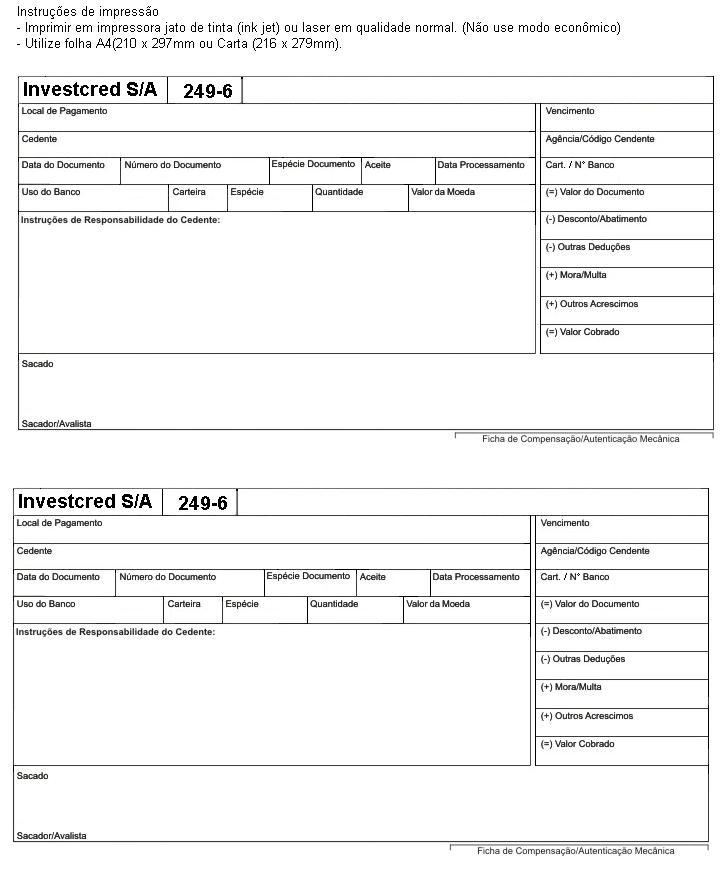 Instruções de impressão
- Imprimir em impressora jato de tinta (ink jet) ou laser em qualidade normal. (Não use modo econômico)
- Utilize folha A4(210 x 297mm ou Carta (216 x 279mm).
Investcred S/A 249-6
Local de Pagamento Vencimento
Cedente Agência/Código Cendente
Data do Documento Número do Documento Espécie Documento Aceite Data Processamento Cart. / N° Banco
Uso do Banco Carteira Espécie Quantidade Valor da Moeda (=) Valor do Documento
Instruções de Responsabilidade do Cedente: (-) Desconto/Abatimento
(-) Outras Deduções
(+) Mora/Multa
(+) Outros Acrescimos
(=) Valor Cobrado
Sacado
Sacador/Avalista
Ficha de Compensação/Autenticação Mecânica
Investcred S/A 249-6
Local de Pagamento Vencimento
Cedente Agência/Código Cendente
Data do Documento Número do Documento Espécie Documento Aceite Data Processamento Cart. / N° Banco
Uso do Banco Carteira Espécie Quantidade Valor da Moeda (=) Valor do Documento
Instruções de Responsabilidade do Cedente: (-) Desconto/Abatimento
(-) Outras Deduções
(+) Mora/Multa
(+) Outros Acrescimos
(=) Valor Cobrado
Sacado
Sacador/Avalista
Ficha de Compensação/Autenticação Mecânica